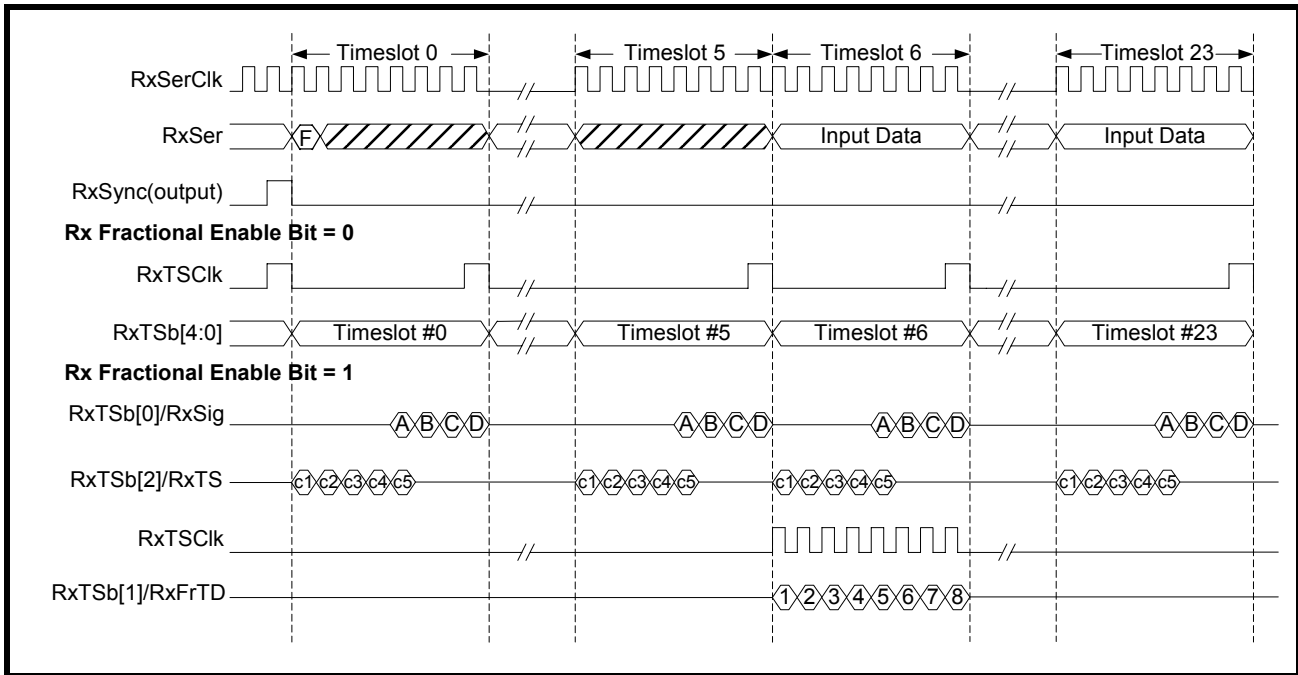 Timeslot 0 Timeslot 5 Timeslot 6 Timeslot 23
RxSerClk
RxSer F Input Data Input Data
RxSync(output)
Rx Fractional Enable Bit = 0
RxTSClk
RxTSb[4:0] Timeslot #0 Timeslot #5 Timeslot #6 Timeslot #23
Rx Fractional Enable Bit = 1
RxTSb[0]/RxSig A B C D A B C D A B C D A B C D
RxTSb[2]/RxTS c1 c2 c3 c4 c5 c1 c2 c3 c4 c5 c1 c2 c3 c4 c5 c1 c2 c3 c4 c5
RxTSClk
RxTSb[1]/RxFrTD 1 2 3 4 5 6 7 8